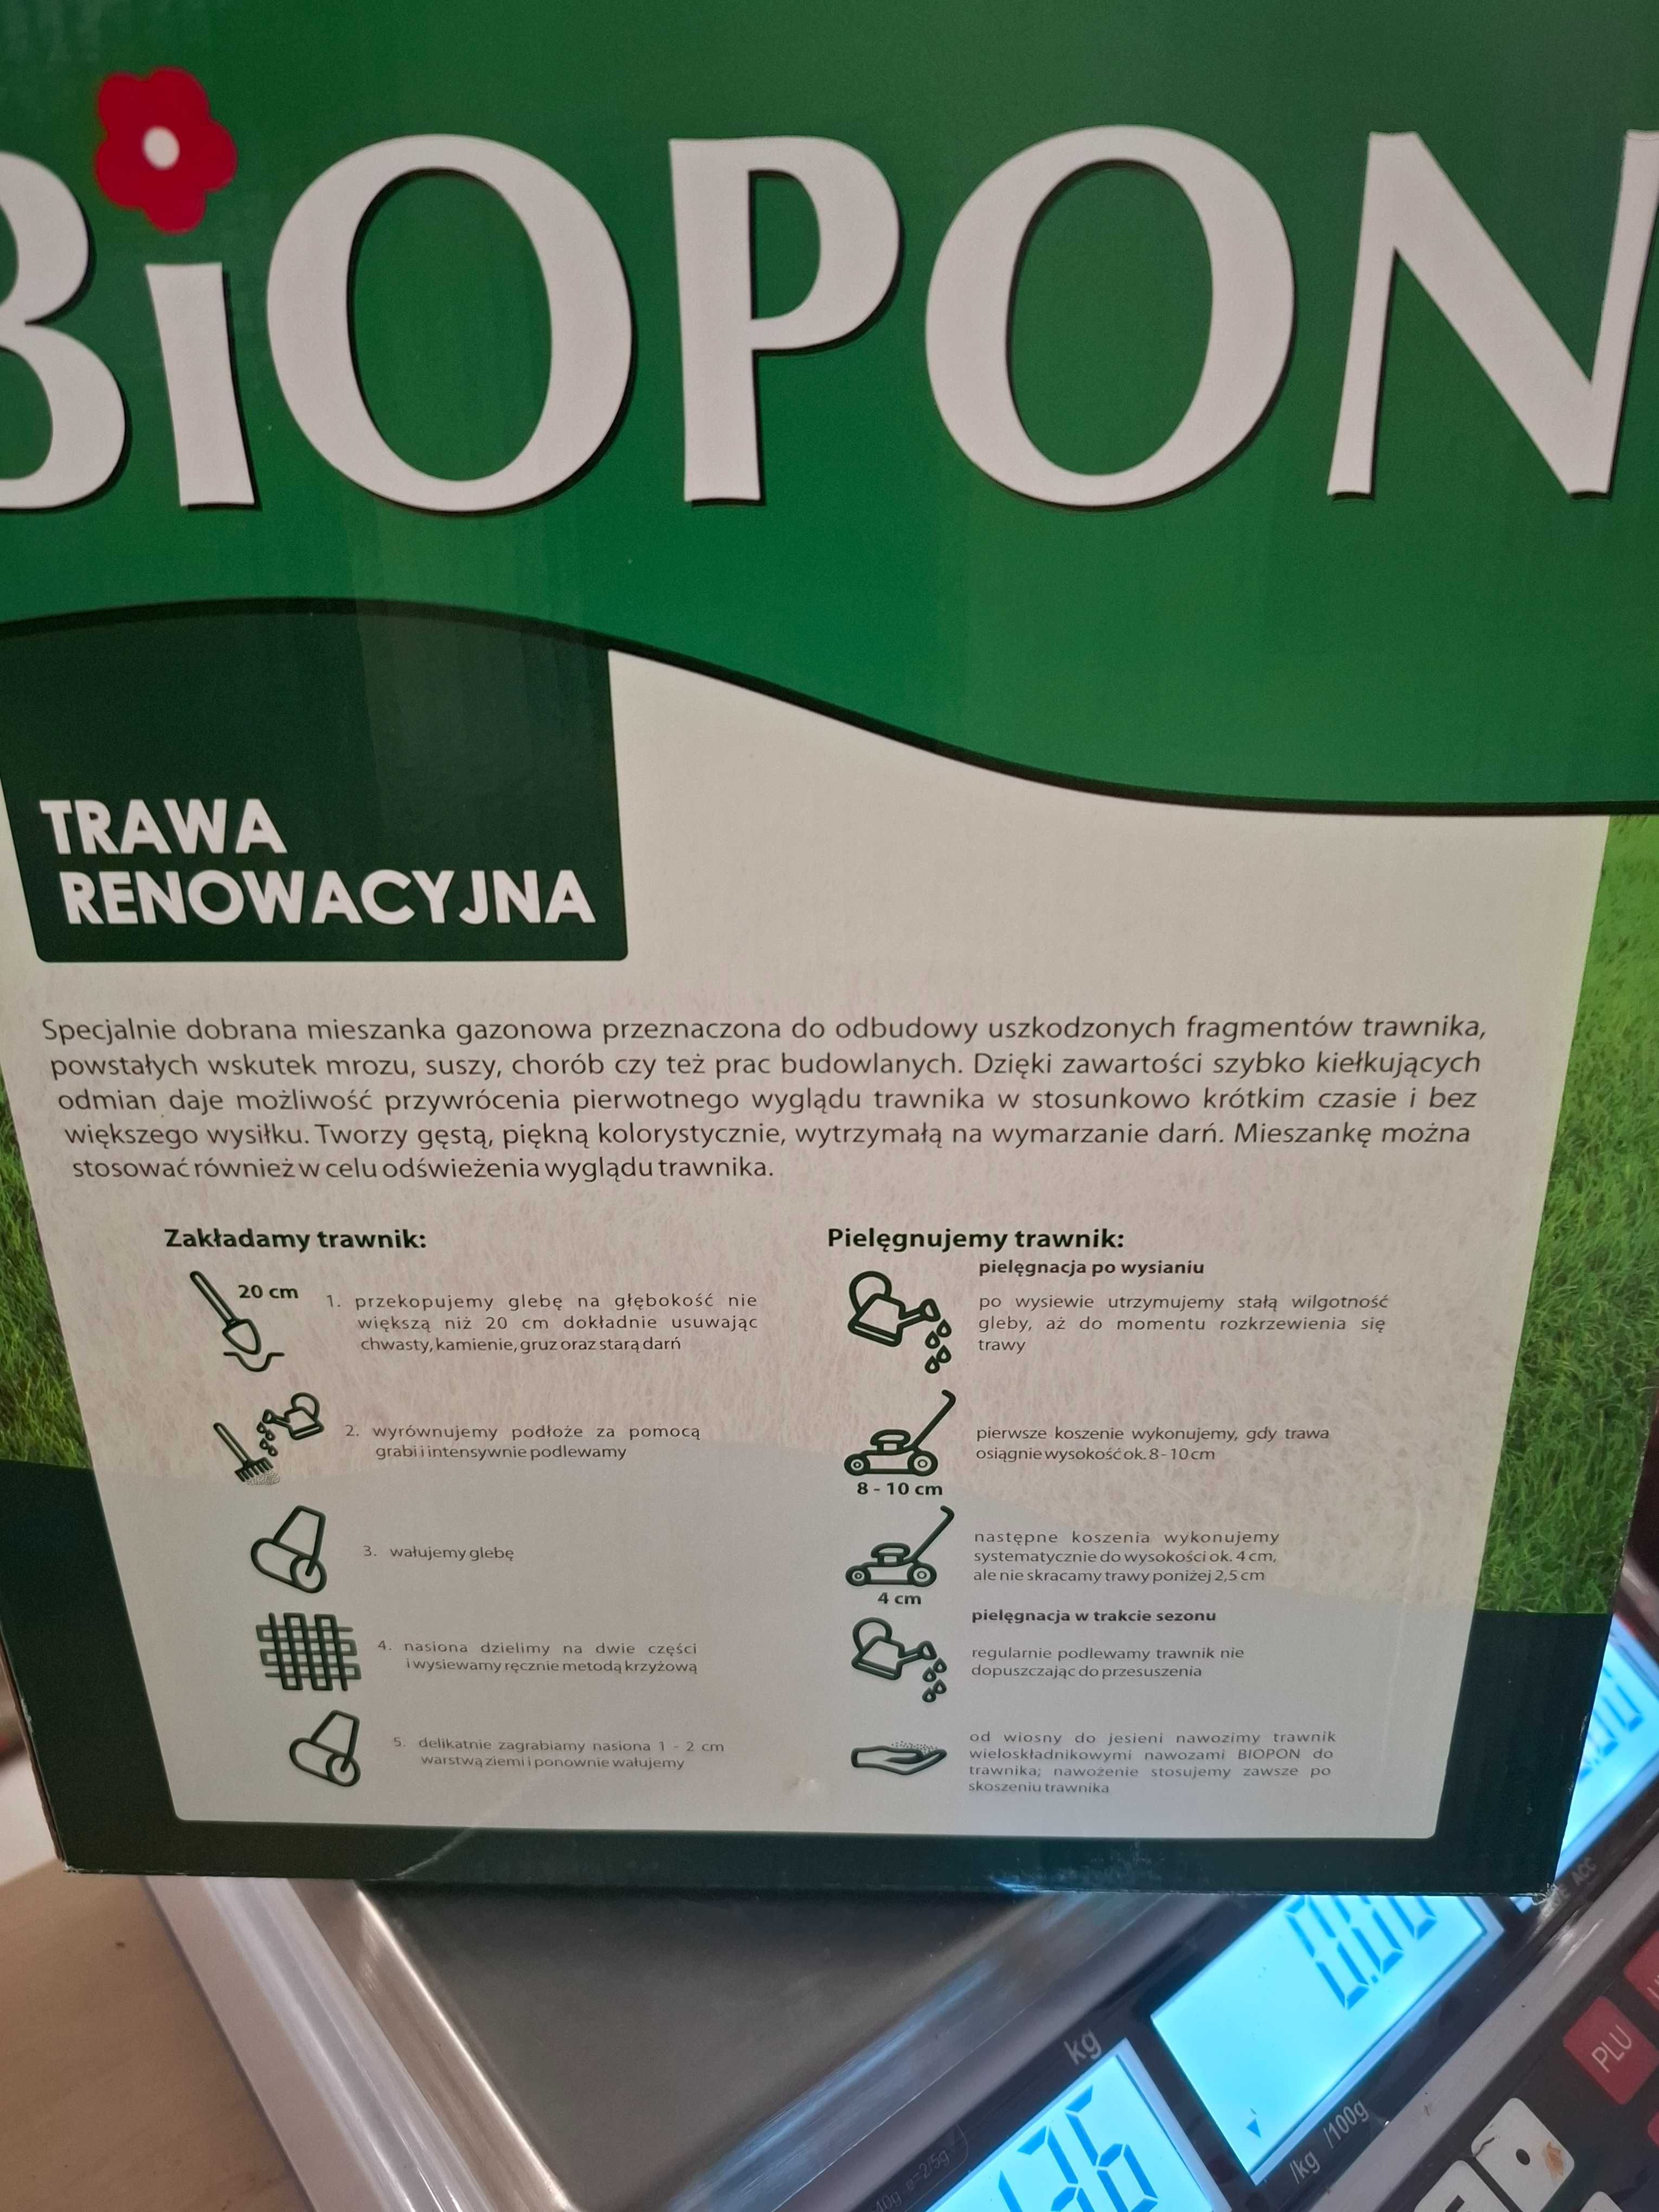 BiOPON
TRAWA
RENOWACYJNA
Specjalnie dobrana mieszanka gazonowa przeznaczona do odbudowy uszkodzonych fragmentów trawnika,
powstałych wskutek mrozu, suszy, chorób czy też prac budowlanych. Dzięki zawartości szybko kiełkujących
odmian daje możliwość przywrócenia pierwotnego wyglądu trawnika w stosunkowo krótkim czasie i bez
większego wysiłku. Tworzy gęstą, piękną kolorystycznie, wytrzymałą na wymarzanie darń. Mieszankę można
stosować również w celu odświeżenia wyglądu trawnika.
Zakładamy trawnik:
20 cm
1. przekopujemy glebę na głębokość nie
większą niż 20 cm dokładnie usuwając
chwasty, kamienie, gruz oraz starą darń
2. wyrównujemy podłoże za pomocą
grabi i intensywnie podlewamy
3. wałujemy glebę
4. nasiona dzielimy na dwie części
i wysiewamy ręcznie metodą krzyżową
5. delikatnie zagrabiamy nasiona 1 - 2 cm
warstwą ziemi i ponownie wałujemy
Pielęgnujemy trawnik:
pielęgnacja po wysianiu
po wysiewie utrzymujemy stałą wilgotność
gleby, aż do momentu rozkrzewienia się
trawy
pierwsze koszenie wykonujemy, gdy trawa
osiągnie wysokość ok. 8 - 10 cm
8 - 10 cm
następne koszenia wykonujemy
systematycznie do wysokości ok. 4 cm,
ale nie skracamy trawy poniżej 2,5 cm
4 cm
pielęgnacja w trakcie sezonu
regularnie podlewamy trawnik nie
dopuszczając do przesuszenia
od wiosny do jesieni nawozimy trawnik
wieloskładnikowymi nawozami BIOPON do
trawnika; nawożenie stosujemy zawsze po
skoszeniu trawnika
ACC
0.00
kg
/kg /100g
PLU
e=2/5g